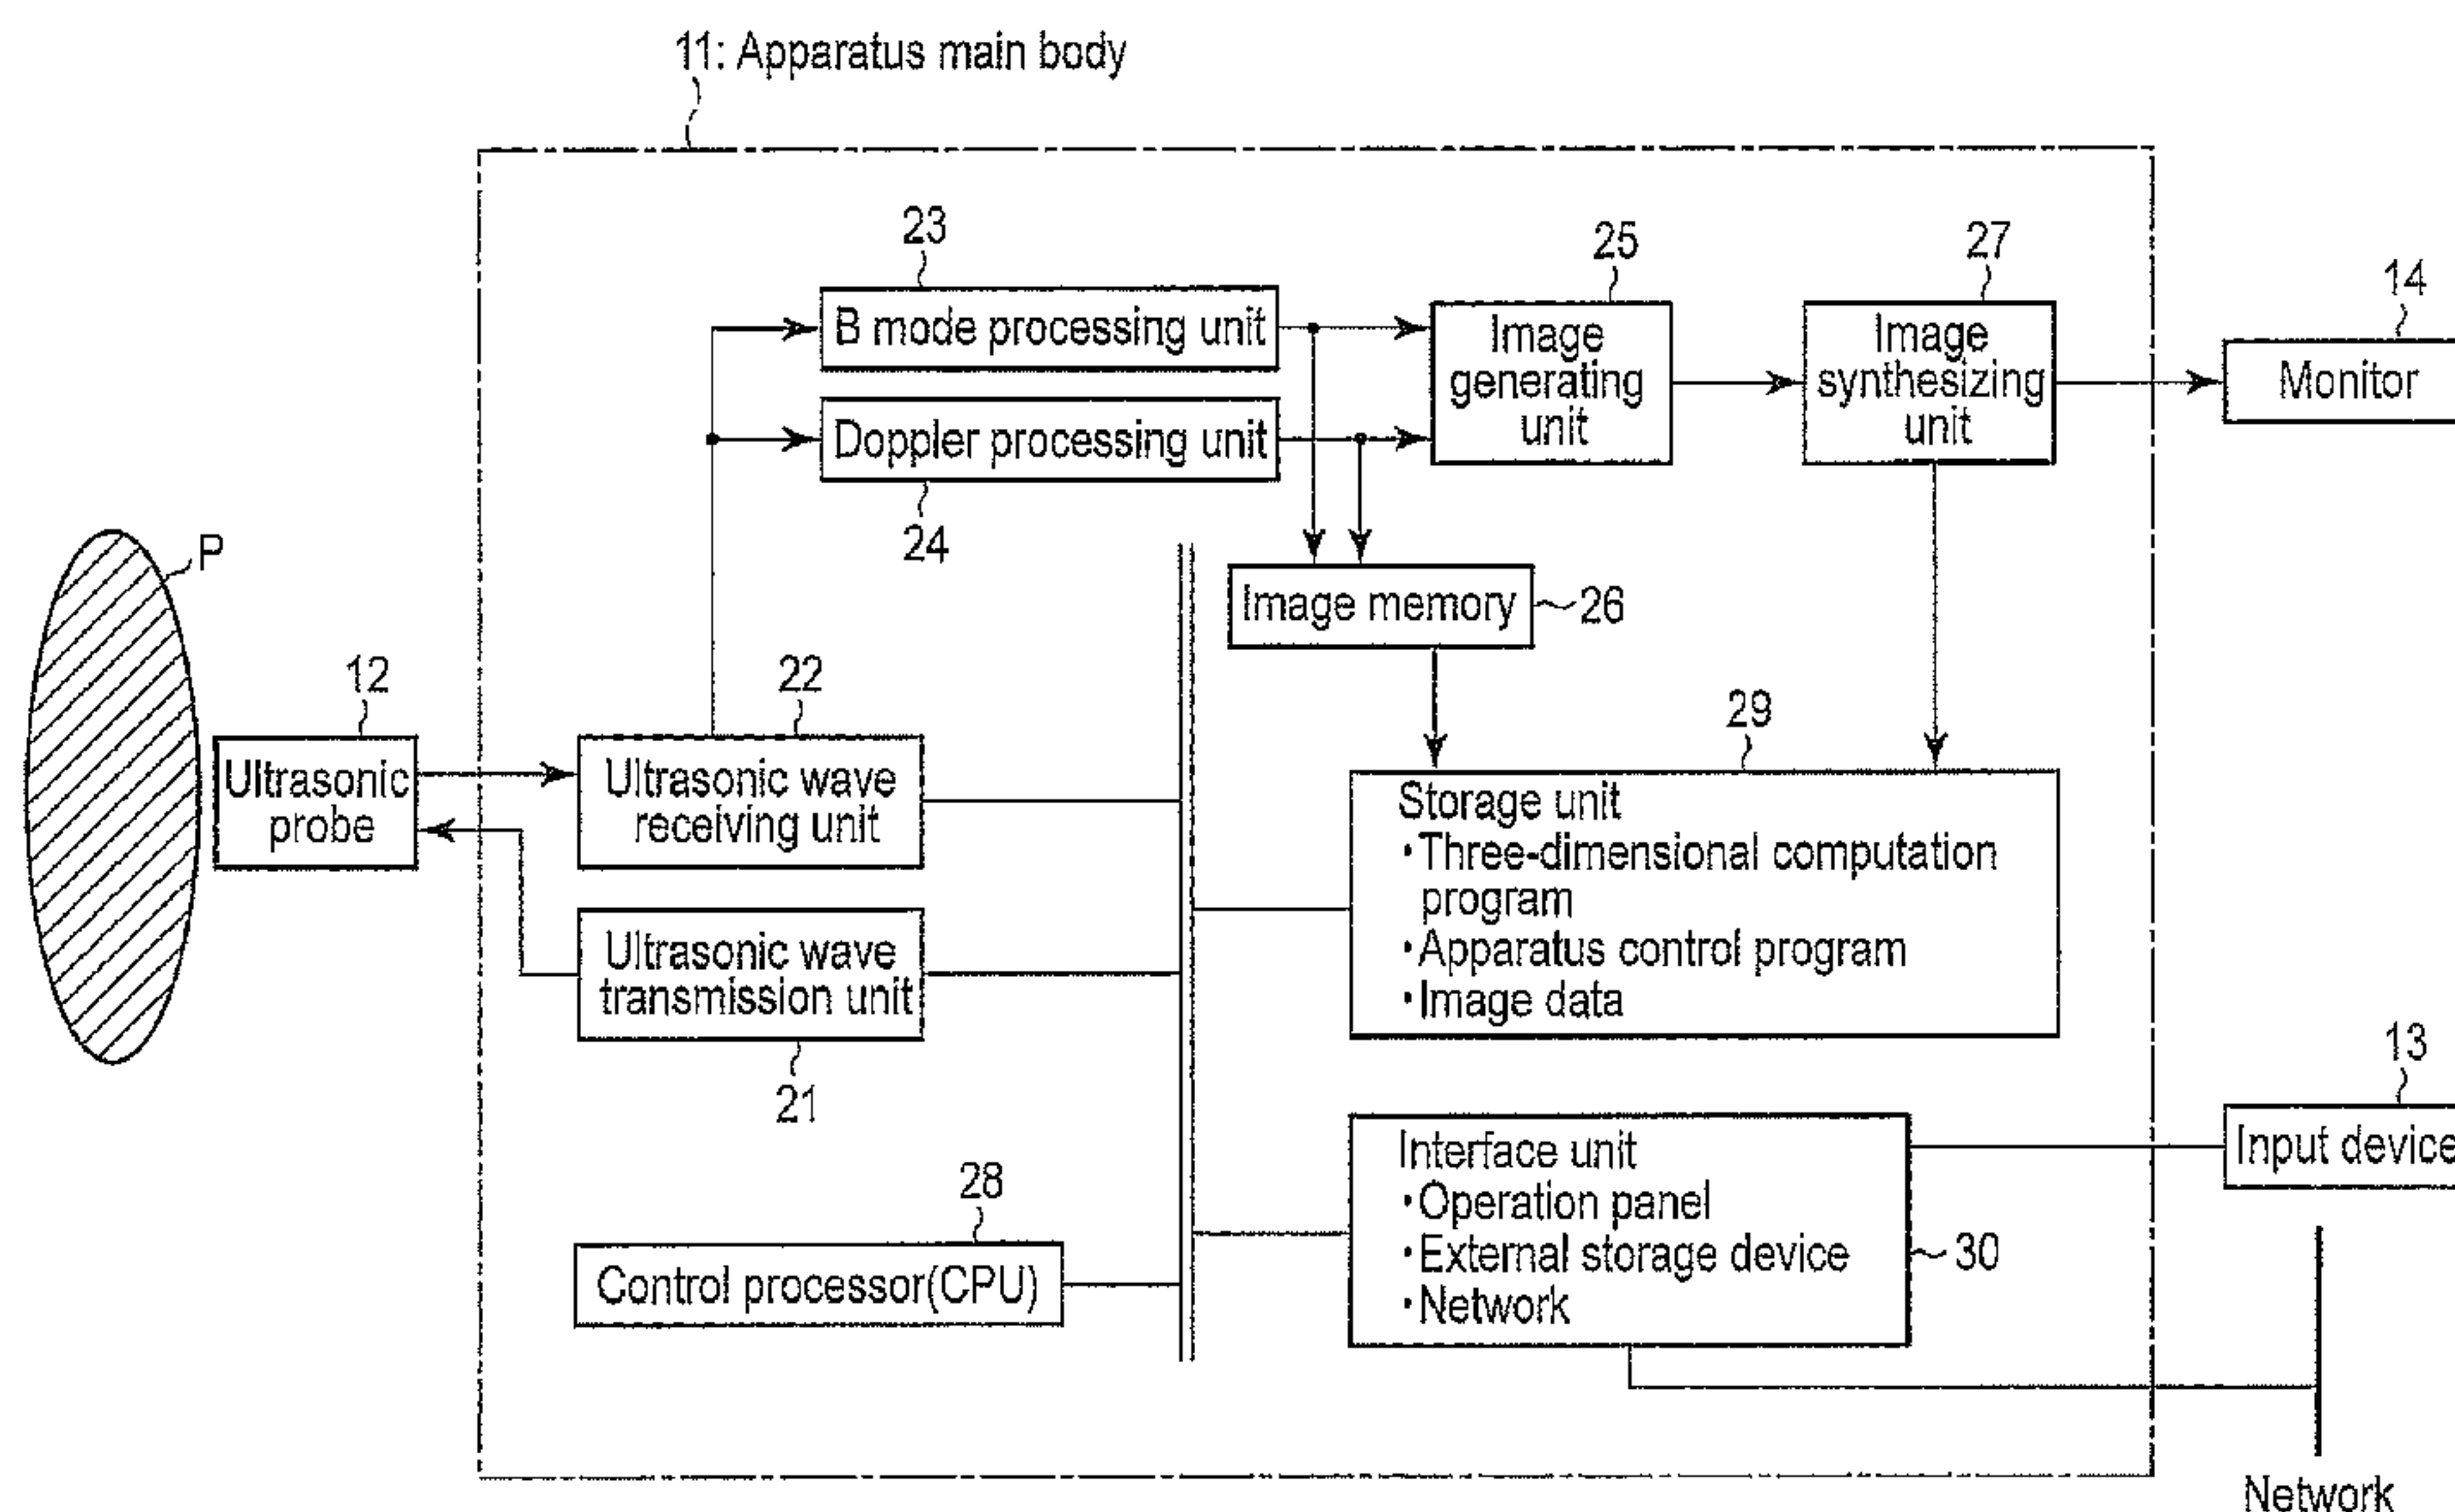 11: Apparatus main body
23
25
27
14
B mode processing unit
Image
generating
unit
Image
synthesizing
unit
Monitor
Doppler processing unit
24
P
Image memory
26
12
22
29
Ultrasonic
probe
Ultrasonic wave
receiving unit
Storage unit
・Three-dimensional computation
program
・Apparatus control program
・Image data
Ultrasonic wave
transmission unit
21
13
Input device
Interface unit
・Operation panel
・External storage device
・Network
30
28
Control processor(CPU)
Network